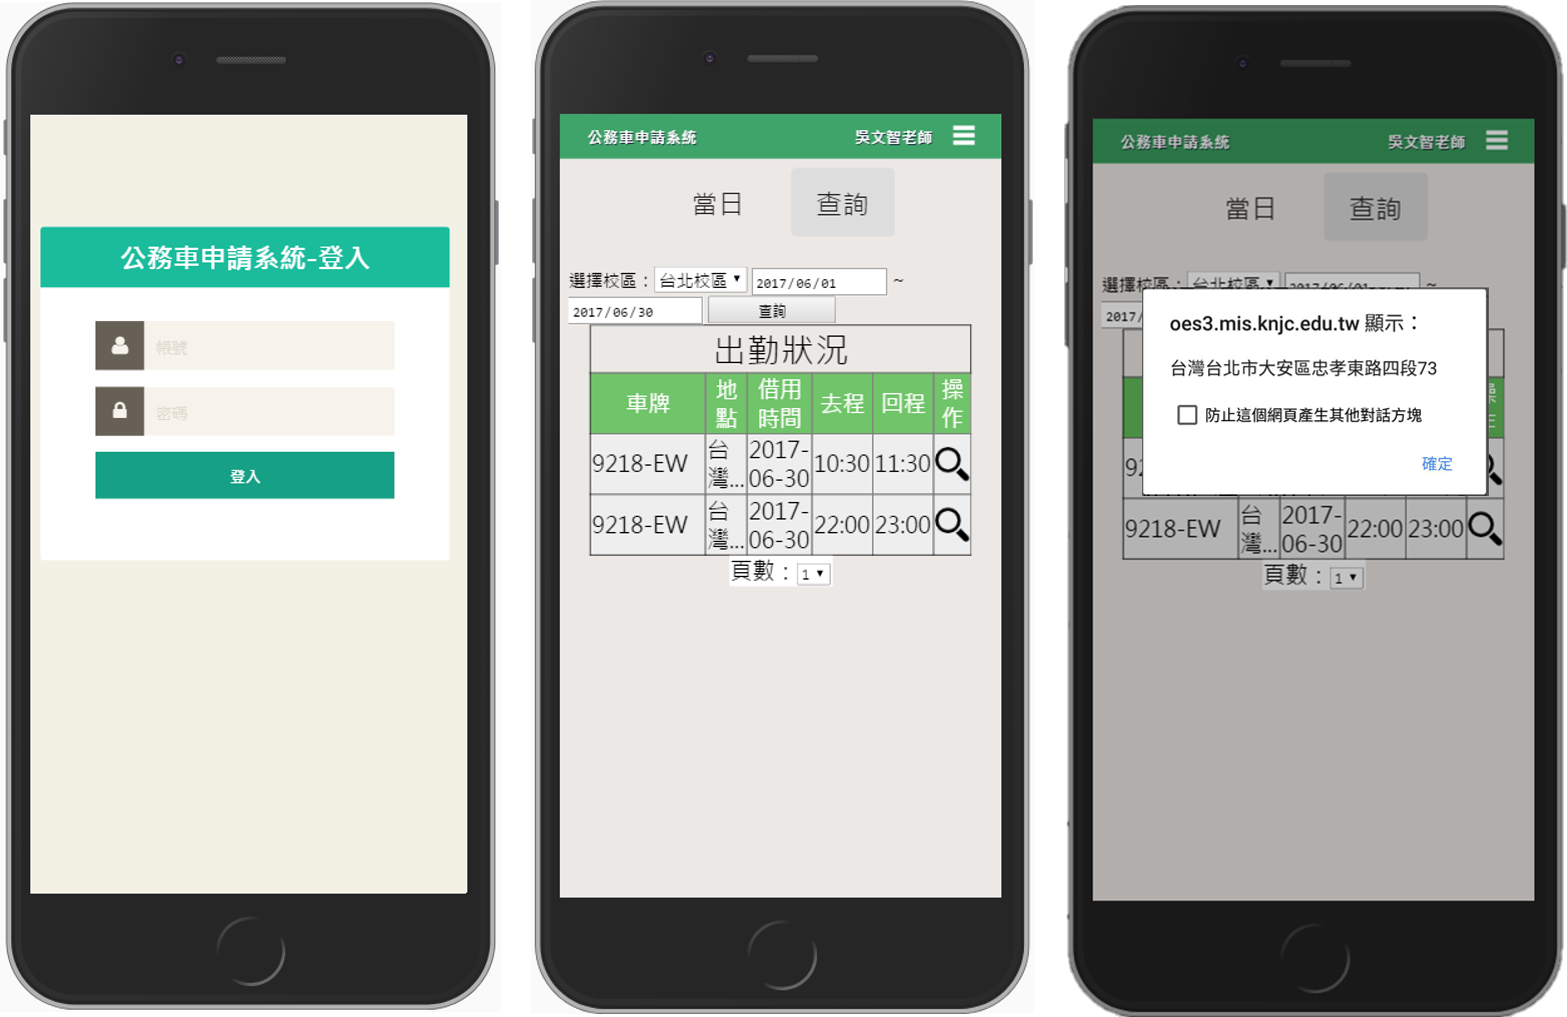 公務車申請系統-登入
帳號
密碼
登入
公務車申請系統 吳文智老師
當日 查詢
選擇校區：台北校區 2017/06/01 ~
2017/06/30 查詢
出勤狀況
車牌 地點 借用時間 去程 回程 操作
9218-EW 台灣... 2017-06-30 10:30 11:30
9218-EW 台灣... 2017-06-30 22:00 23:00
頁數：1
公務車申請系統 吳文智老師
當日 查詢
選擇校區：台北校區 2017/06/01 ~
2017/
oes3.mis.knjc.edu.tw 顯示：
台灣台北市大安區忠孝東路四段73
防止這個網頁產生其他對話方塊
確定
92
9218-EW 台灣... 2017-06-30 22:00 23:00
頁數：1